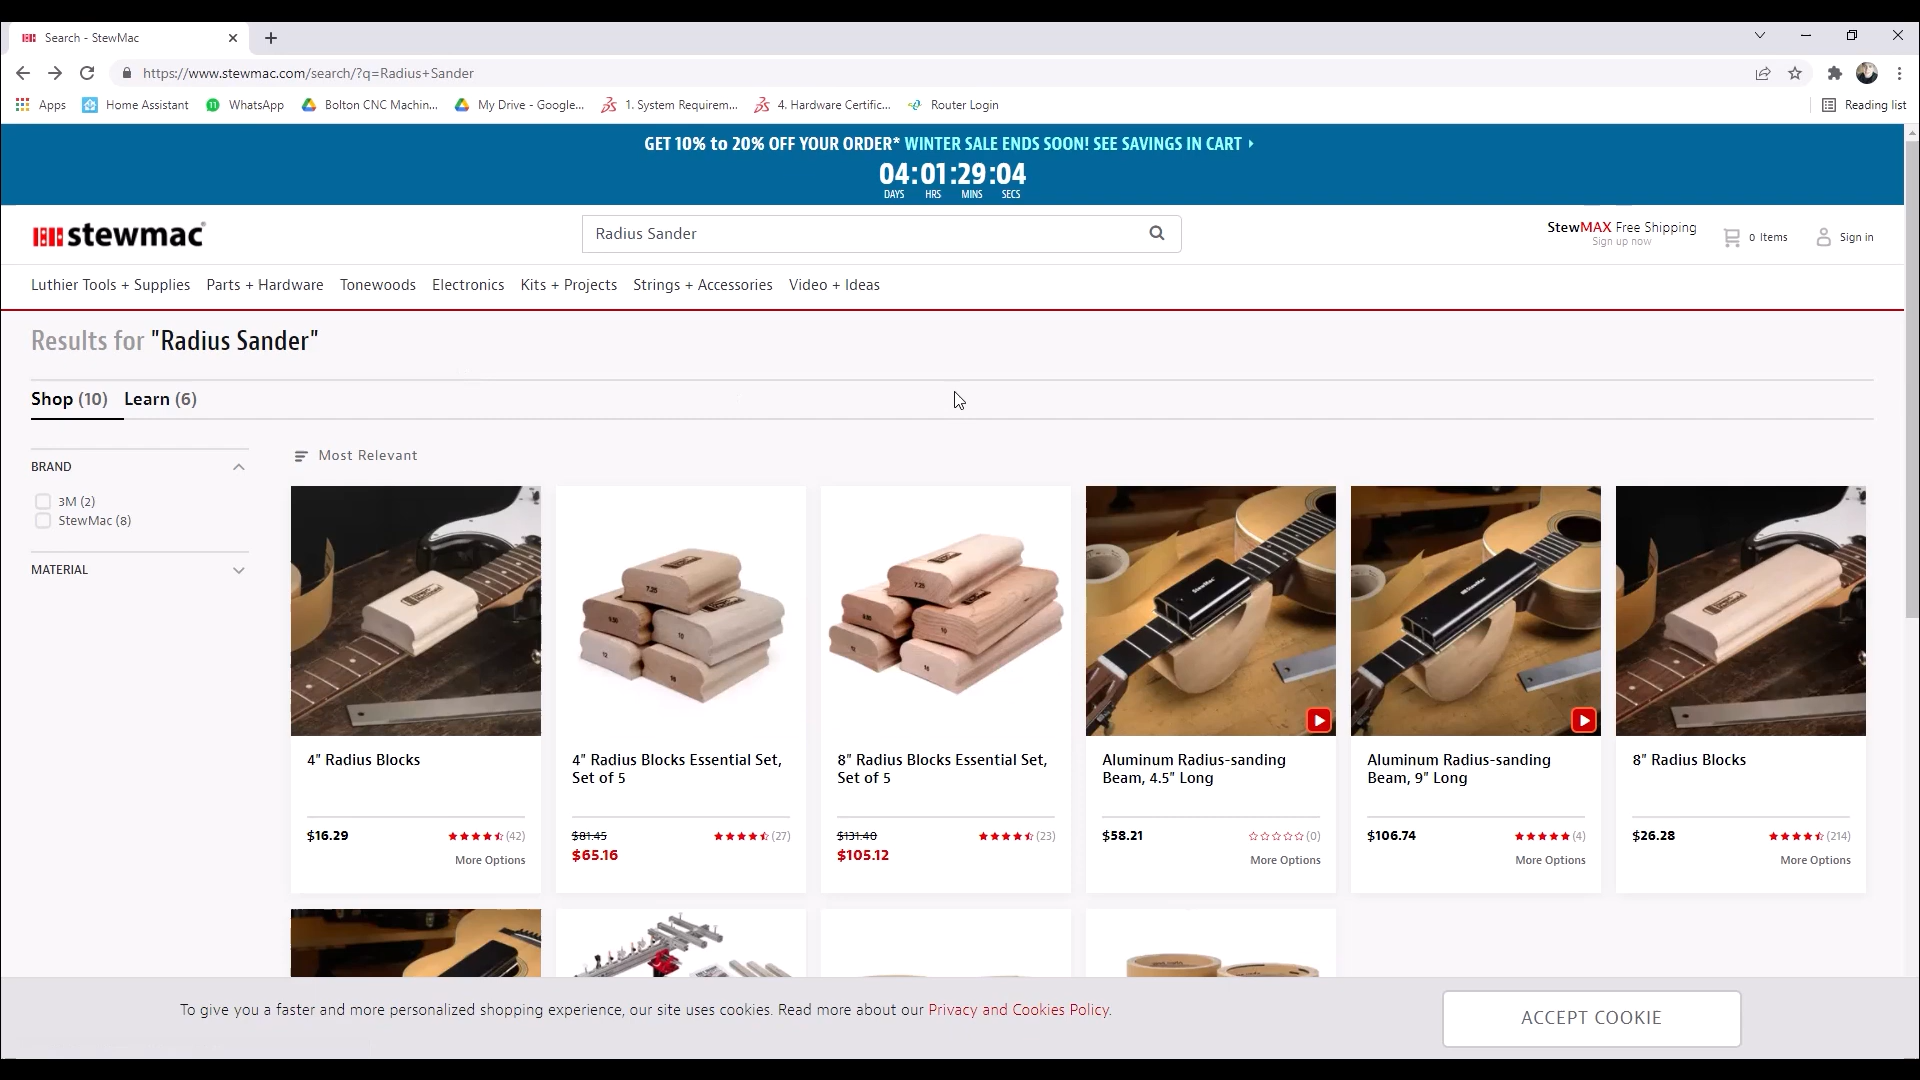 Search - StewMac
https://www.stewmac.com/search/?q=Radius+Sander
Apps
Home Assistant
WhatsApp
Bolton CNC Machin...
My Drive - Google...
1. System Requirem...
4. Hardware Certific...
Router Login
Reading list
GET 10% to 20% OFF YOUR ORDER* WINTER SALE ENDS SOON! SEE SAVINGS IN CART
04:01:29:04
DAYS HRS MINS SECS
stewmac
Radius Sander
StewMAX Free Shipping
Sign up now
0 Items
Sign in
Luthier Tools + Supplies
Parts + Hardware
Tonewoods
Electronics
Kits + Projects
Strings + Accessories
Video + Ideas
Results for "Radius Sander"
Shop (10)
Learn (6)
BRAND
3M (2)
StewMac (8)
MATERIAL
Most Relevant
4" Radius Blocks
$16.29
(42)
More Options
7.25
10
12
4" Radius Blocks Essential Set,
Set of 5
$81.45
(27)
$65.16
7.25
10
8" Radius Blocks Essential Set,
Set of 5
$131.40
(23)
$105.12
StewMac
Aluminum Radius-sanding
Beam, 4.5" Long
$58.21
(0)
More Options
StewMac
Aluminum Radius-sanding
Beam, 9" Long
$106.74
(4)
More Options
8" Radius Blocks
$26.28
(214)
More Options
To give you a faster and more personalized shopping experience, our site uses cookies. Read more about our Privacy and Cookies Policy.
ACCEPT COOKIE